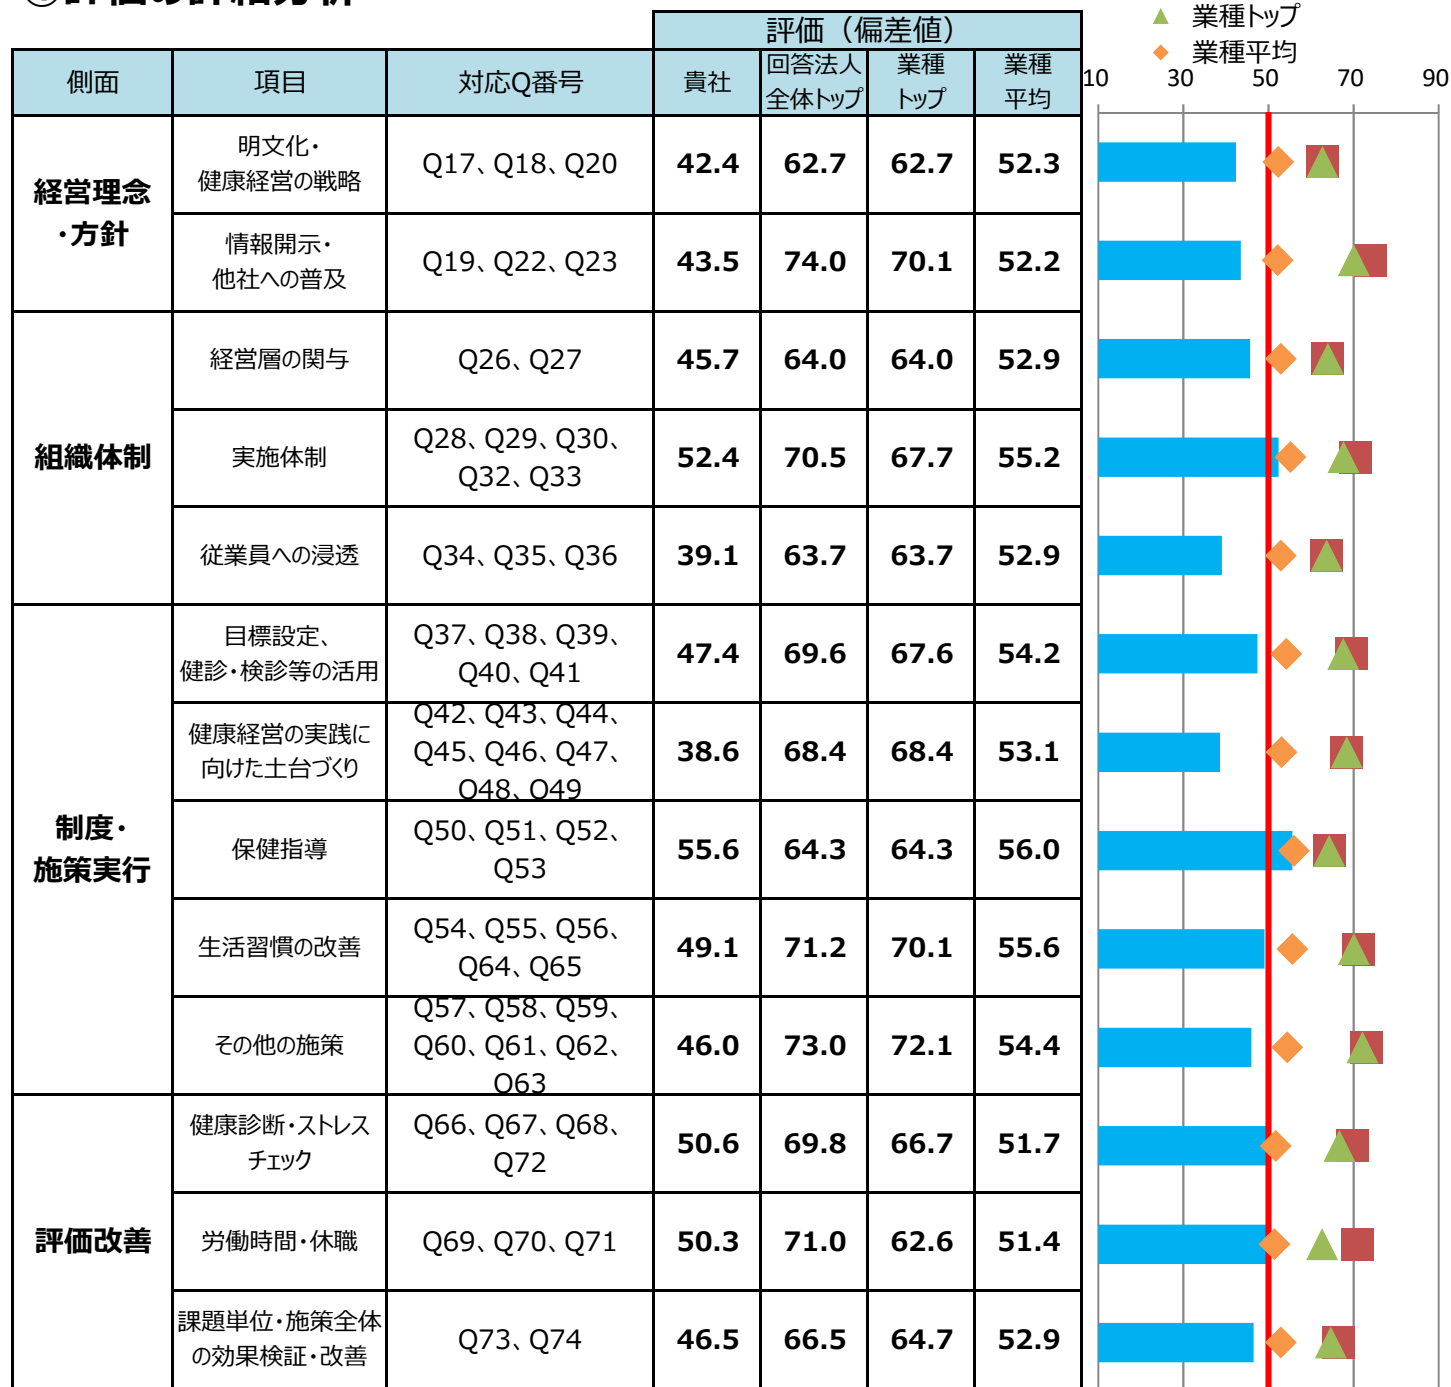 ①評価の詳細分析
▲ 業種トップ
◆ 業種平均
評価（偏差値）
側面 項目 対応Q番号 貴社 回答法人全体トップ 業種トップ 業種平均
10 30 50 70 90
経営理念・方針
明文化・健康経営の戦略 Q17、Q18、Q20 42.4 62.7 62.7 52.3
情報開示・他社への普及 Q19、Q22、Q23 43.5 74.0 70.1 52.2
組織体制
経営層の関与 Q26、Q27 45.7 64.0 64.0 52.9
実施体制 Q28、Q29、Q30、Q32、Q33 52.4 70.5 67.7 55.2
従業員への浸透 Q34、Q35、Q36 39.1 63.7 63.7 52.9
制度・施策実行
目標設定、健診・検診等の活用 Q37、Q38、Q39、Q40、Q41 47.4 69.6 67.6 54.2
健康経営の実践に向けた土台づくり Q42、Q43、Q44、Q45、Q46、Q47、Q48、Q49 38.6 68.4 68.4 53.1
保健指導 Q50、Q51、Q52、Q53 55.6 64.3 64.3 56.0
生活習慣の改善 Q54、Q55、Q56、Q64、Q65 49.1 71.2 70.1 55.6
その他の施策 Q57、Q58、Q59、Q60、Q61、Q62、Q63 46.0 73.0 72.1 54.4
評価改善
健康診断・ストレスチェック Q66、Q67、Q68、Q72 50.6 69.8 66.7 51.7
労働時間・休職 Q69、Q70、Q71 50.3 71.0 62.6 51.4
課題単位・施策全体の効果検証・改善 Q73、Q74 46.5 66.5 64.7 52.9